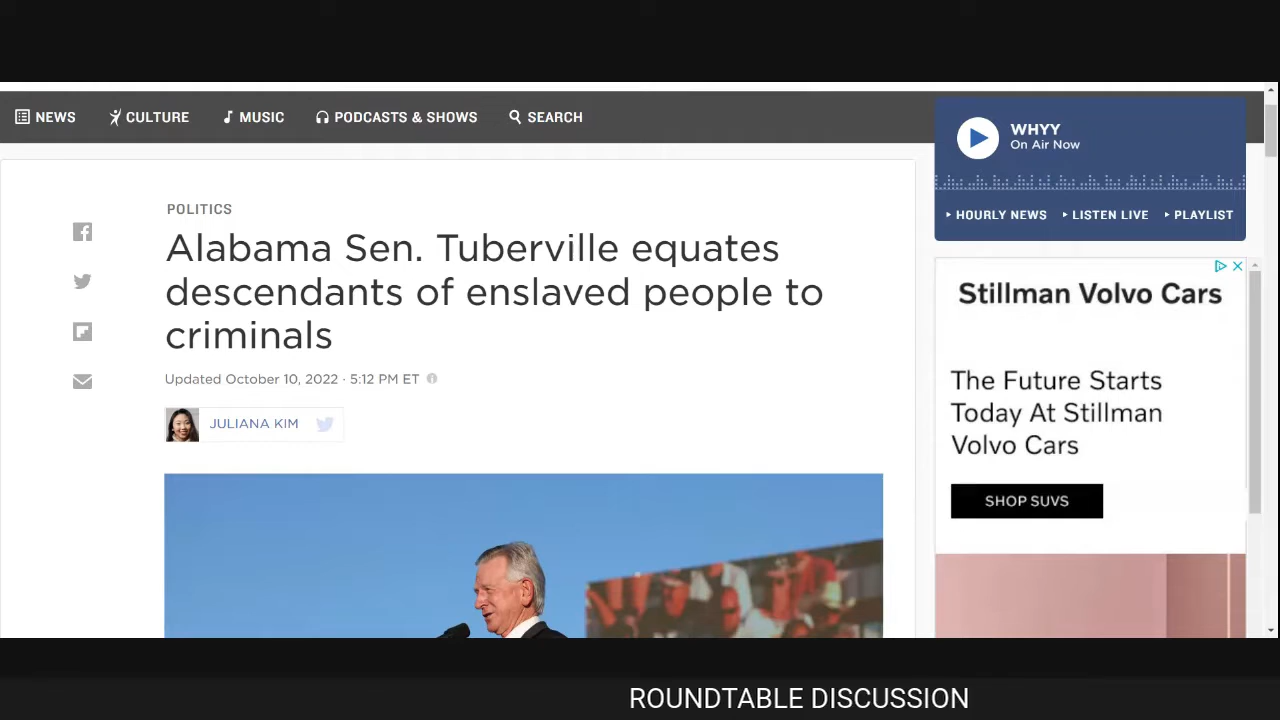 NEWS
CULTURE
MUSIC
PODCASTS & SHOWS
SEARCH
WHYY
On Air Now
HOURLY NEWS
LISTEN LIVE
PLAYLIST
POLITICS
Alabama Sen. Tuberville equates
descendants of enslaved people to
criminals
Updated October 10, 2022 · 5:12 PM ET
JULIANA KIM
Stillman Volvo Cars
The Future Starts
Today At Stillman
Volvo Cars
SHOP SUVS
ROUNDTABLE DISCUSSION